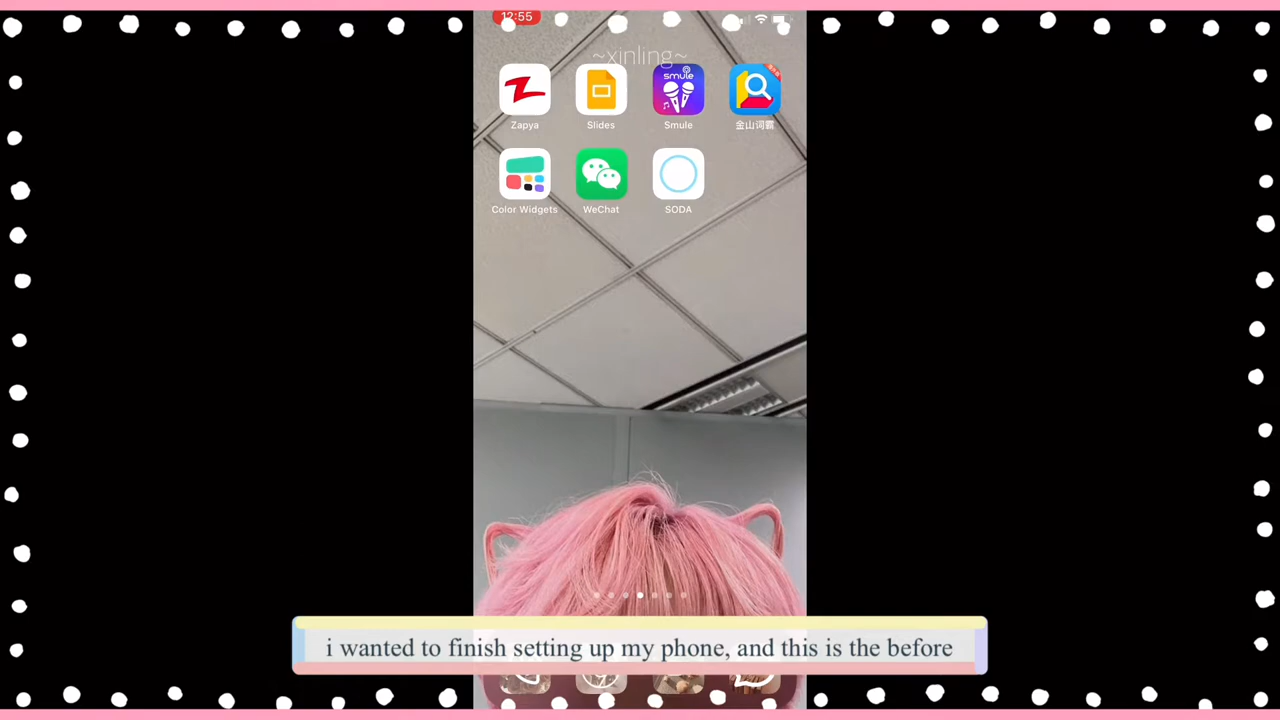 12:55
~xinling~
smule
Zapya
Slides
Smule
金山词霸
Color Widgets
WeChat
SODA
i wanted to finish setting up my phone, and this is the before